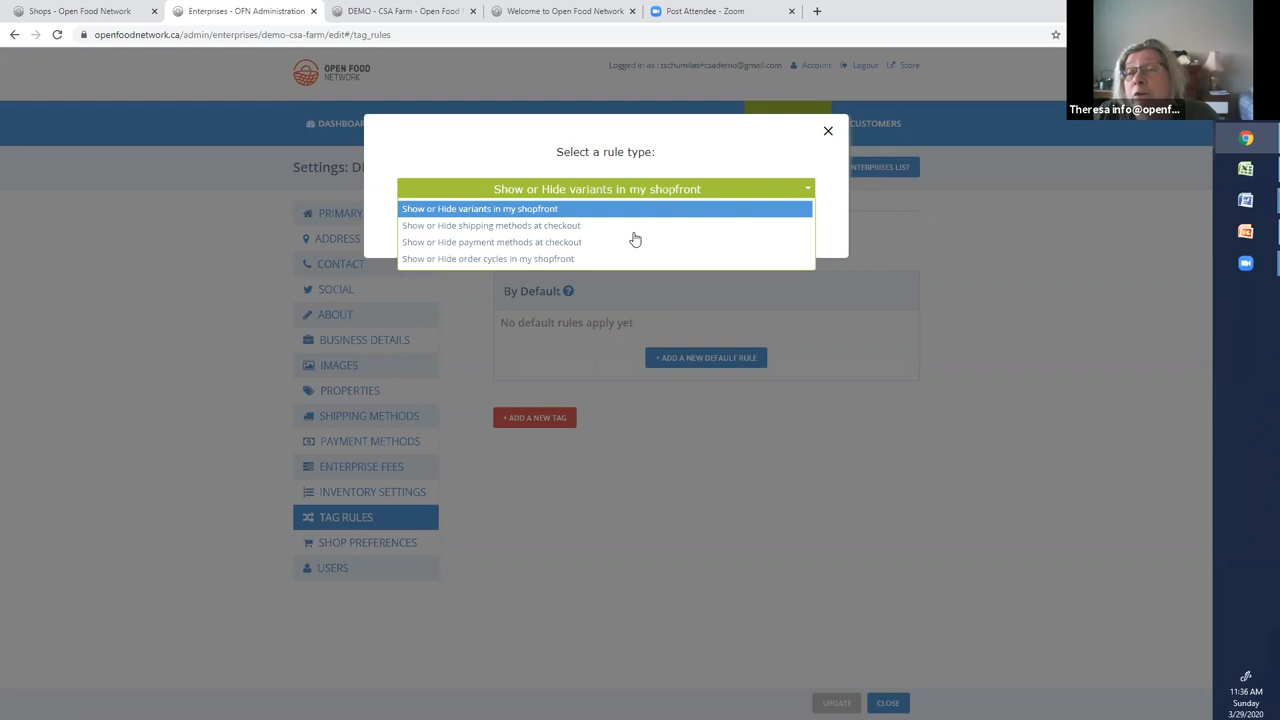 Shops - Open Food Network
Enterprises - OFN Administration
DEMO - CSA Farm - Open Food
Welcome to Open Food Network
Post Attendee - Zoom
openfoodnetwork.ca/admin/enterprises/demo-csa-farm/edit#/tag_rules
OPEN FOOD
NETWORK
Logged in as : tschumilas+csademo@gmail.com
Account
Logout
Store
Theresa info@openf...
DASHBOAR
CUSTOMERS
Settings: D
ENTERPRISES LIST
Select a rule type:
Show or Hide variants in my shopfront
Show or Hide variants in my shopfront
Show or Hide shipping methods at checkout
Show or Hide payment methods at checkout
Show or Hide order cycles in my shopfront
PRIMARY
ADDRESS
CONTACT
SOCIAL
ABOUT
BUSINESS DETAILS
IMAGES
PROPERTIES
SHIPPING METHODS
PAYMENT METHODS
ENTERPRISE FEES
INVENTORY SETTINGS
TAG RULES
SHOP PREFERENCES
USERS
By Default
No default rules apply yet
+ ADD A NEW DEFAULT RULE
+ ADD A NEW TAG
UPDATE
CLOSE
11:36 AM
Sunday
3/29/2020